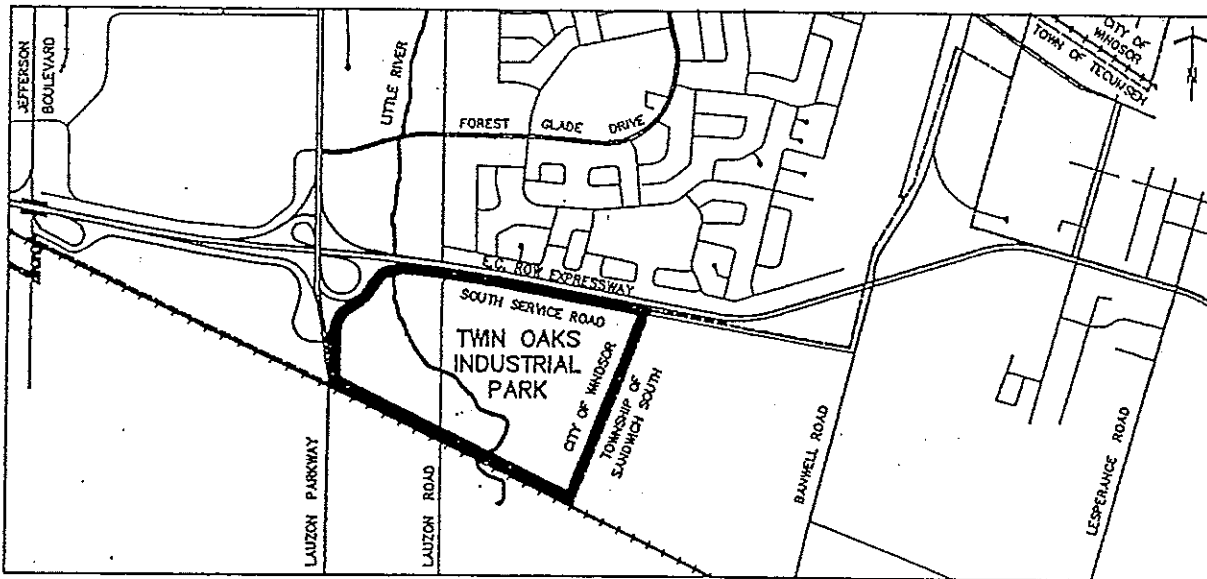 JEFFERSON
BOULEVARD
LITTLE RIVER
FOREST GLADE DRIVE
CITY OF
WINDSOR
TOWN OF TECUMSEH
N
E.C. ROW EXPRESSWAY
SOUTH SERVICE ROAD
TWIN OAKS
INDUSTRIAL
PARK
CITY OF WINDSOR
TOWNSHIP OF
SANDWICH SOUTH
LAUZON PARKWAY
LAUZON ROAD
BANWELL ROAD
LESPERANCE ROAD